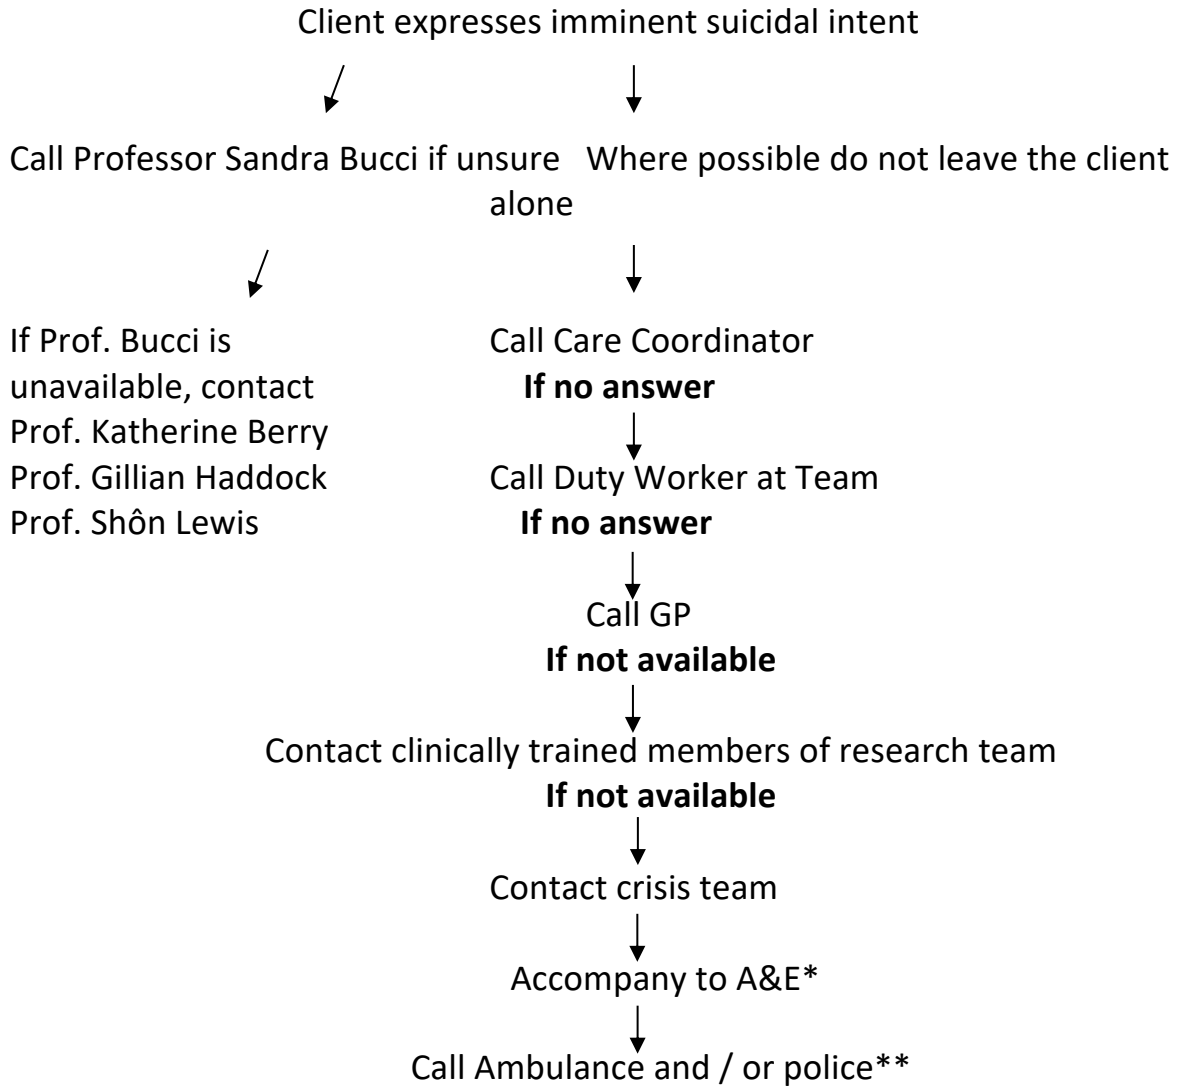 Client expresses imminent suicidal intent
Call Professor Sandra Bucci if unsure
Where possible do not leave the client
alone
If Prof. Bucci is
unavailable, contact
Prof. Katherine Berry
Prof. Gillian Haddock
Prof. Shôn Lewis
Call Care Coordinator
If no answer
Call Duty Worker at Team
If no answer
Call GP
If not available
Contact clinically trained members of research team
If not available
Contact crisis team
Accompany to A&E*
Call Ambulance and / or police**